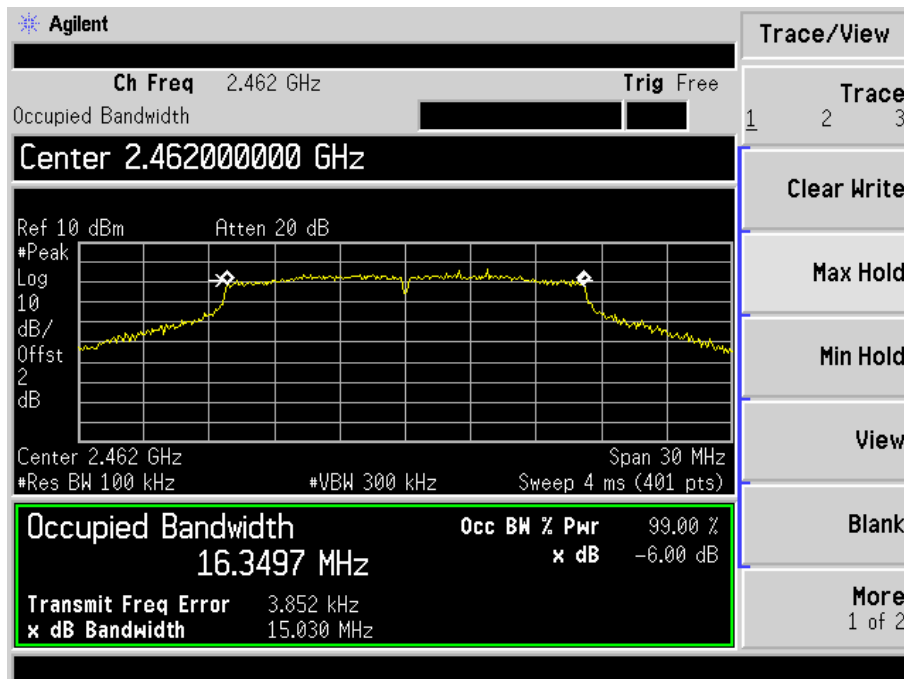 Agilent
Trace/View
Ch Freq 2.462 GHz Trig Free
Occupied Bandwidth
Trace
1 2 3
Center 2.462000000 GHz
Clear Write
Ref 10 dBm Atten 20 dB
#Peak
Log
10
dB/
Offst
2
dB
Max Hold
Min Hold
Center 2.462 GHz Span 30 MHz
#Res BW 100 kHz #VBW 300 kHz Sweep 4 ms (401 pts)
View
Occupied Bandwidth
16.3497 MHz
Occ BW % Pwr 99.00 %
x dB -6.00 dB
Transmit Freq Error 3.852 kHz
x dB Bandwidth 15.030 MHz
Blank
More
1 of 2